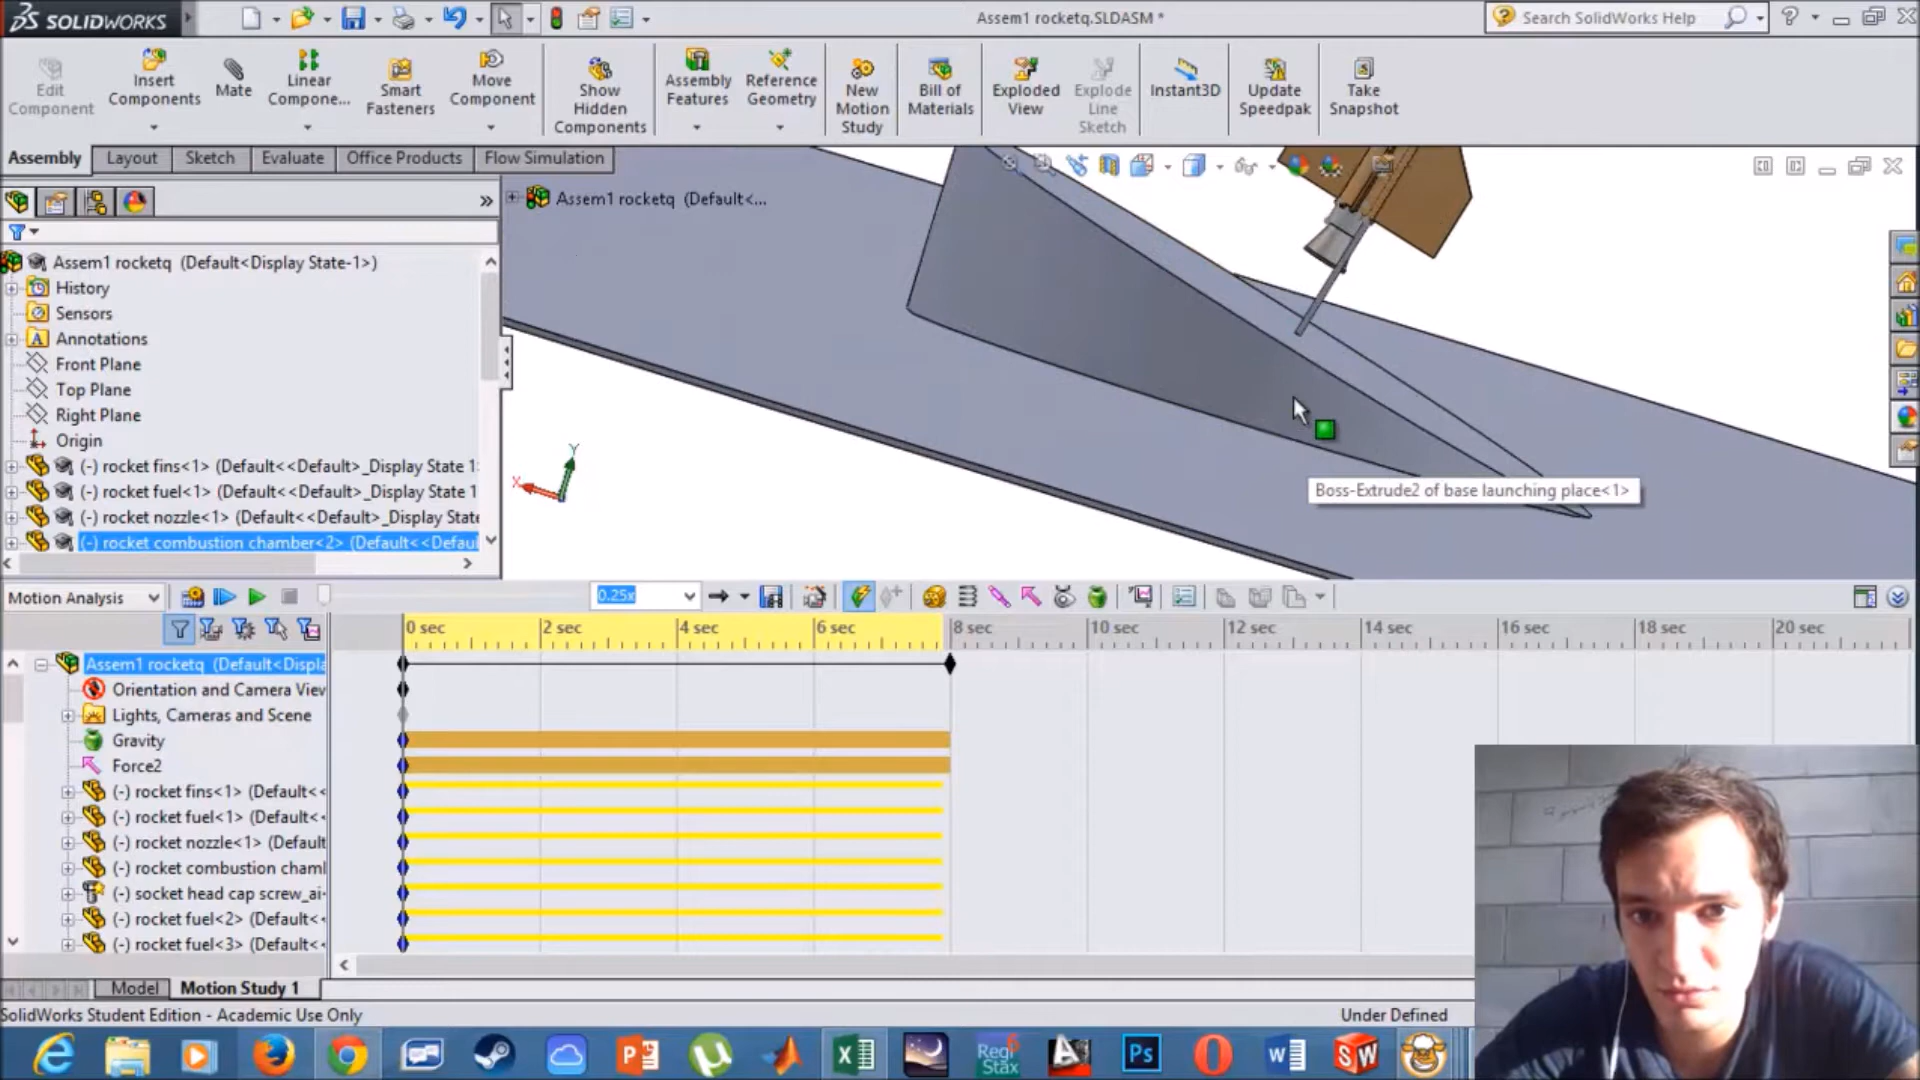 SOLIDWORKS
Assem1 rocketq.SLDASM *
Search SolidWorks Help
Edit Component
Insert Components
Mate
Linear Compone...
Smart Fasteners
Move Component
Show Hidden Components
Assembly Features
Reference Geometry
New Motion Study
Bill of Materials
Exploded View
Explode Line Sketch
Instant3D
Update Speedpak
Take Snapshot
Assembly
Layout
Sketch
Evaluate
Office Products
Flow Simulation
Assem1 rocketq (Default<...
Assem1 rocketq (Default<Display State-1>)
History
Sensors
Annotations
Front Plane
Top Plane
Right Plane
Origin
(-) rocket fins<1> (Default<<Default>_Display State 1
(-) rocket fuel<1> (Default<<Default>_Display State 1
(-) rocket nozzle<1> (Default<<Default>_Display State
(-) rocket combustion chamber<2> (Default<<Defaul
Y
X
Boss-Extrude2 of base launching place<1>
Motion Analysis
0.25x
0 sec 2 sec 4 sec 6 sec 8 sec 10 sec 12 sec 14 sec 16 sec 18 sec 20 sec
Assem1 rocketq (Default<Displa
Orientation and Camera View
Lights, Cameras and Scene
Gravity
Force2
(-) rocket fins<1> (Default<
(-) rocket fuel<1> (Default<
(-) rocket nozzle<1> (Default
(-) rocket combustion chaml
(-) socket head cap screw_ai
(-) rocket fuel<2> (Default<
(-) rocket fuel<3> (Default<
Model
Motion Study 1
SolidWorks Student Edition - Academic Use Only
Under Defined
Regi Stax
Ps
SW